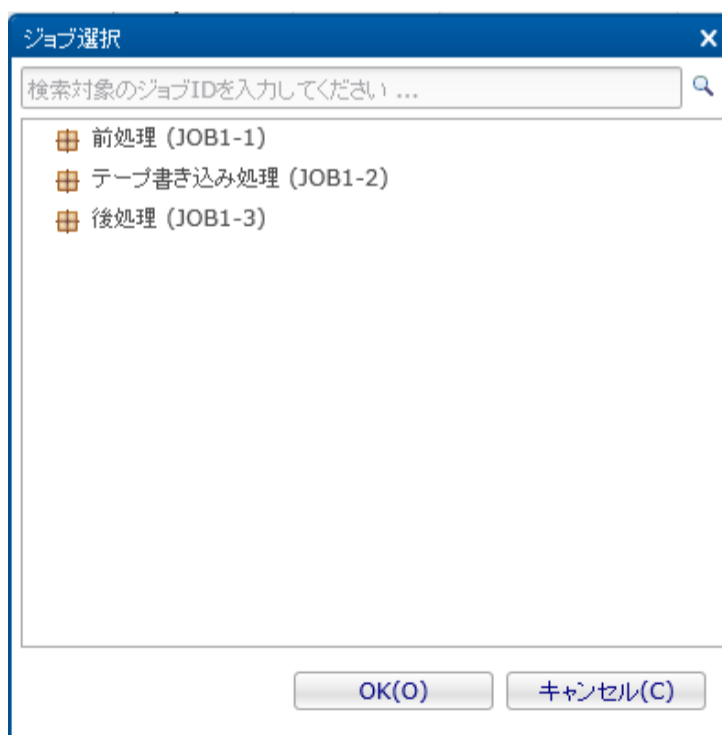 ジョブ選択
検索対象のジョブIDを入力してください ...
前処理 (JOB1-1)
テープ書き込み処理 (JOB1-2)
後処理 (JOB1-3)
OK(O)
キャンセル(C)